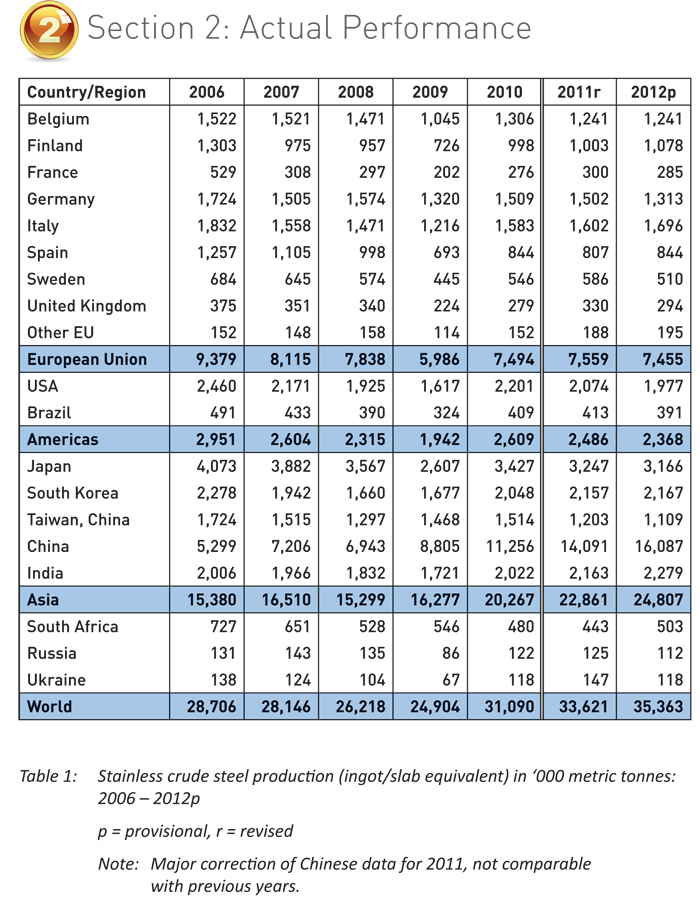 2 Section 2: Actual Performance
Country/Region 2006 2007 2008 2009 2010 2011r 2012p
Belgium 1,522 1,521 1,471 1,045 1,306 1,241 1,241
Finland 1,303 975 957 726 998 1,003 1,078
France 529 308 297 202 276 300 285
Germany 1,724 1,505 1,574 1,320 1,509 1,502 1,313
Italy 1,832 1,558 1,471 1,216 1,583 1,602 1,696
Spain 1,257 1,105 998 693 844 807 844
Sweden 684 645 574 445 546 586 510
United Kingdom 375 351 340 224 279 330 294
Other EU 152 148 158 114 152 188 195
European Union 9,379 8,115 7,838 5,986 7,494 7,559 7,455
USA 2,460 2,171 1,925 1,617 2,201 2,074 1,977
Brazil 491 433 390 324 409 413 391
Americas 2,951 2,604 2,315 1,942 2,609 2,486 2,368
Japan 4,073 3,882 3,567 2,607 3,427 3,247 3,166
South Korea 2,278 1,942 1,660 1,677 2,048 2,157 2,167
Taiwan, China 1,724 1,515 1,297 1,468 1,514 1,203 1,109
China 5,299 7,206 6,943 8,805 11,256 14,091 16,087
India 2,006 1,966 1,832 1,721 2,022 2,163 2,279
Asia 15,380 16,510 15,299 16,277 20,267 22,861 24,807
South Africa 727 651 528 546 480 443 503
Russia 131 143 135 86 122 125 112
Ukraine 138 124 104 67 118 147 118
World 28,706 28,146 26,218 24,904 31,090 33,621 35,363
Table 1: Stainless crude steel production (ingot/slab equivalent) in ‘000 metric tonnes:
2006 – 2012p
p = provisional, r = revised
Note: Major correction of Chinese data for 2011, not comparable
with previous years.